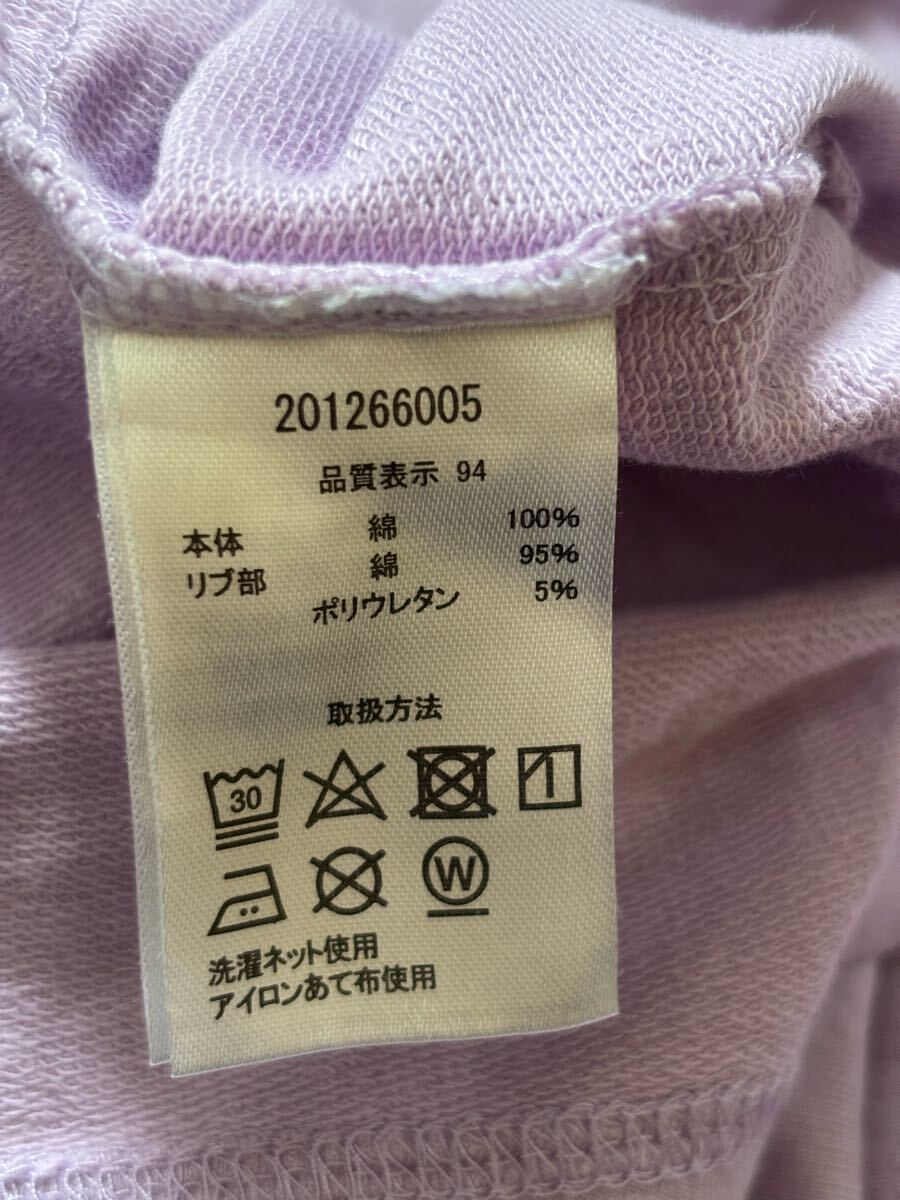 201266005
品質表示 94
本体 綿 100%
リブ部 綿 95%
ポリウレタン 5%
取扱方法
30
W
洗濯ネット使用
アイロンあて布使用